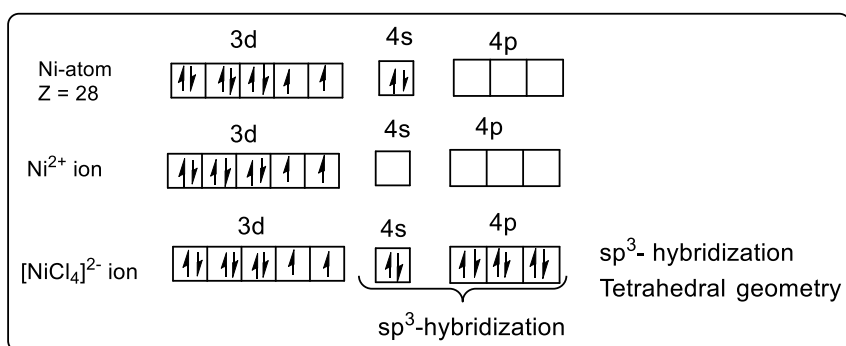 3d 4s 4p
Ni-atom
Z = 28
3d 4s 4p
Ni²⁺ ion
3d 4s 4p
[NiCl₄]²⁻ ion
sp³- hybridization
Tetrahedral geometry
sp³-hybridization